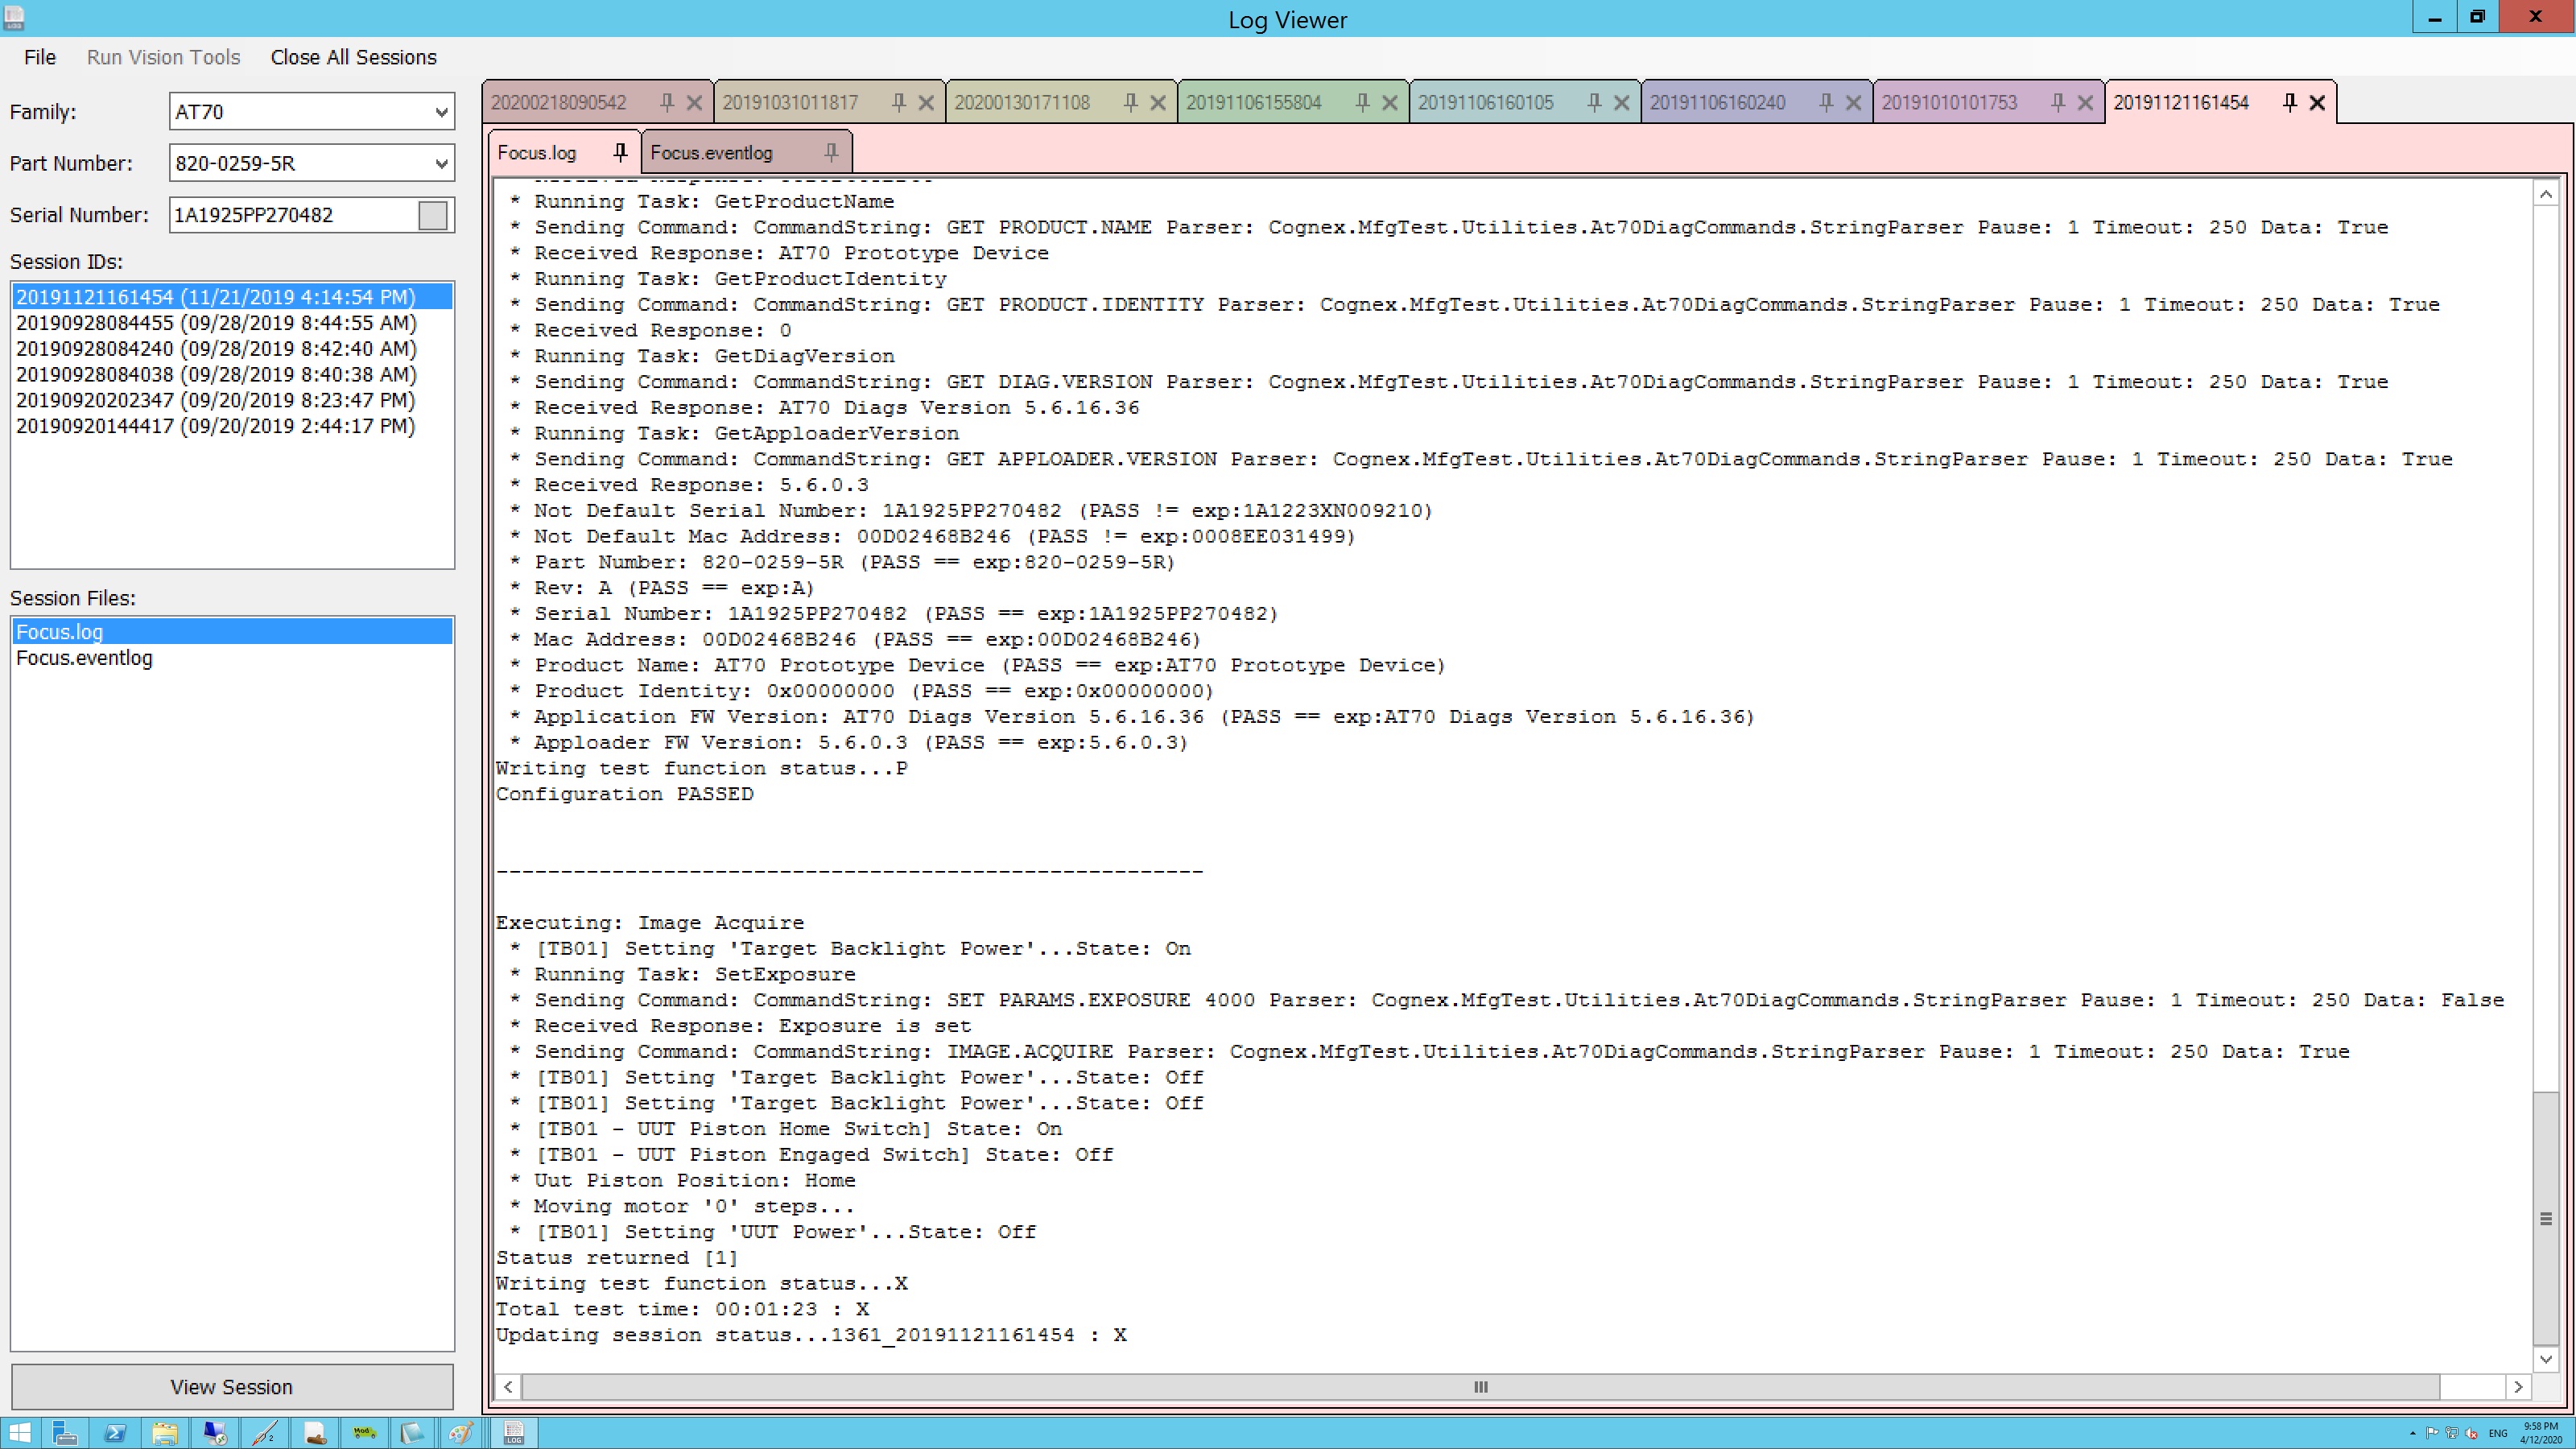 Log Viewer
File Run Vision Tools Close All Sessions
Family: AT70
Part Number: 820-0259-5R
Serial Number: 1A1925PP270482
Session IDs:
20191121161454 (11/21/2019 4:14:54 PM)
20190928084455 (09/28/2019 8:44:55 AM)
20190928084240 (09/28/2019 8:42:40 AM)
20190928084038 (09/28/2019 8:40:38 AM)
20190920202347 (09/20/2019 8:23:47 PM)
20190920144417 (09/20/2019 2:44:17 PM)
Session Files:
Focus.log
Focus.eventlog
View Session
20200218090542 20191031011817 20200130171108 20191106155804 20191106160105 20191106160240 20191010101753 20191121161454
Focus.log Focus.eventlog
* Running Task: GetProductName
* Sending Command: CommandString: GET PRODUCT.NAME Parser: Cognex.MfgTest.Utilities.At70DiagCommands.StringParser Pause: 1 Timeout: 250 Data: True
* Received Response: AT70 Prototype Device
* Running Task: GetProductIdentity
* Sending Command: CommandString: GET PRODUCT.IDENTITY Parser: Cognex.MfgTest.Utilities.At70DiagCommands.StringParser Pause: 1 Timeout: 250 Data: True
* Received Response: 0
* Running Task: GetDiagVersion
* Sending Command: CommandString: GET DIAG.VERSION Parser: Cognex.MfgTest.Utilities.At70DiagCommands.StringParser Pause: 1 Timeout: 250 Data: True
* Received Response: AT70 Diags Version 5.6.16.36
* Running Task: GetApploaderVersion
* Sending Command: CommandString: GET APPLOADER.VERSION Parser: Cognex.MfgTest.Utilities.At70DiagCommands.StringParser Pause: 1 Timeout: 250 Data: True
* Received Response: 5.6.0.3
* Not Default Serial Number: 1A1925PP270482 (PASS != exp:1A1223XN009210)
* Not Default Mac Address: 00D02468B246 (PASS != exp:0008EE031499)
* Part Number: 820-0259-5R (PASS == exp:820-0259-5R)
* Rev: A (PASS == exp:A)
* Serial Number: 1A1925PP270482 (PASS == exp:1A1925PP270482)
* Mac Address: 00D02468B246 (PASS == exp:00D02468B246)
* Product Name: AT70 Prototype Device (PASS == exp:AT70 Prototype Device)
* Product Identity: 0x00000000 (PASS == exp:0x00000000)
* Application FW Version: AT70 Diags Version 5.6.16.36 (PASS == exp:AT70 Diags Version 5.6.16.36)
* Apploader FW Version: 5.6.0.3 (PASS == exp:5.6.0.3)
Writing test function status...P
Configuration PASSED
-------------------------------------------------------
Executing: Image Acquire
* [TB01] Setting 'Target Backlight Power'...State: On
* Running Task: SetExposure
* Sending Command: CommandString: SET PARAMS.EXPOSURE 4000 Parser: Cognex.MfgTest.Utilities.At70DiagCommands.StringParser Pause: 1 Timeout: 250 Data: False
* Received Response: Exposure is set
* Sending Command: CommandString: IMAGE.ACQUIRE Parser: Cognex.MfgTest.Utilities.At70DiagCommands.StringParser Pause: 1 Timeout: 250 Data: True
* [TB01] Setting 'Target Backlight Power'...State: Off
* [TB01] Setting 'Target Backlight Power'...State: Off
* [TB01 - UUT Piston Home Switch] State: On
* [TB01 - UUT Piston Engaged Switch] State: Off
* Uut Piston Position: Home
* Moving motor '0' steps...
* [TB01] Setting 'UUT Power'...State: Off
Status returned [1]
Writing test function status...X
Total test time: 00:01:23 : X
Updating session status...1361_20191121161454 : X
ENG
9:58 PM
4/12/2020